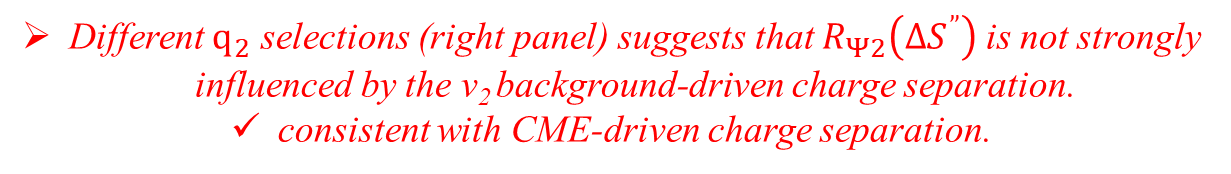 ➢ Different q₂ selections (right panel) suggests that R_Ψ2(ΔS”) is not strongly
influenced by the v₂ background-driven charge separation.
✓ consistent with CME-driven charge separation.